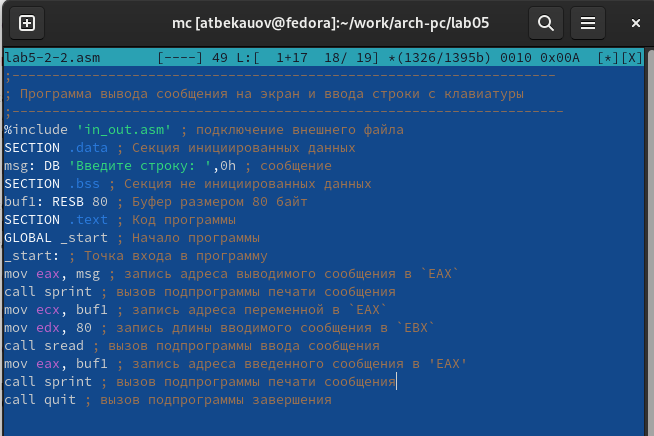 mc [atbekauov@fedora]:~/work/arch-pc/lab05
lab5-2-2.asm [----] 49 L:[ 1+17 18/ 19] *(1326/1395b) 0010 0x00A [*][X]
;--------------------------------------------------------------------
; Программа вывода сообщения на экран и ввода строки с клавиатуры
;---------------------------------------------------------------------
%include 'in_out.asm' ; подключение внешнего файла
SECTION .data ; Секция инициированных данных
msg: DB 'Введите строку: ',0h ; сообщение
SECTION .bss ; Секция не инициированных данных
buf1: RESB 80 ; Буфер размером 80 байт
SECTION .text ; Код программы
GLOBAL _start ; Начало программы
_start: ; Точка входа в программу
mov eax, msg ; запись адреса выводимого сообщения в `EAX`
call sprint ; вызов подпрограммы печати сообщения
mov ecx, buf1 ; запись адреса переменной в `EAX`
mov edx, 80 ; запись длины вводимого сообщения в `EBX`
call sread ; вызов подпрограммы ввода сообщения
mov eax, buf1 ; запись адреса введенного сообщения в 'EAX'
call sprint ; вызов подпрограммы печати сообщения
call quit ; вызов подпрограммы завершения